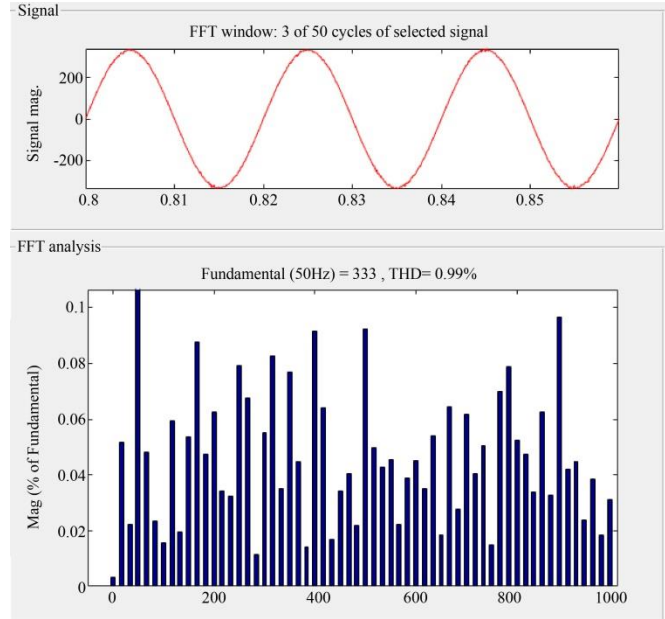 Signal
FFT window: 3 of 50 cycles of selected signal
Signal mag.
200
0
-200
0.8 0.81 0.82 0.83 0.84 0.85
FFT analysis
Fundamental (50Hz) = 333 , THD= 0.99%
Mag (% of Fundamental)
0.1
0.08
0.06
0.04
0.02
0
0 200 400 600 800 1000